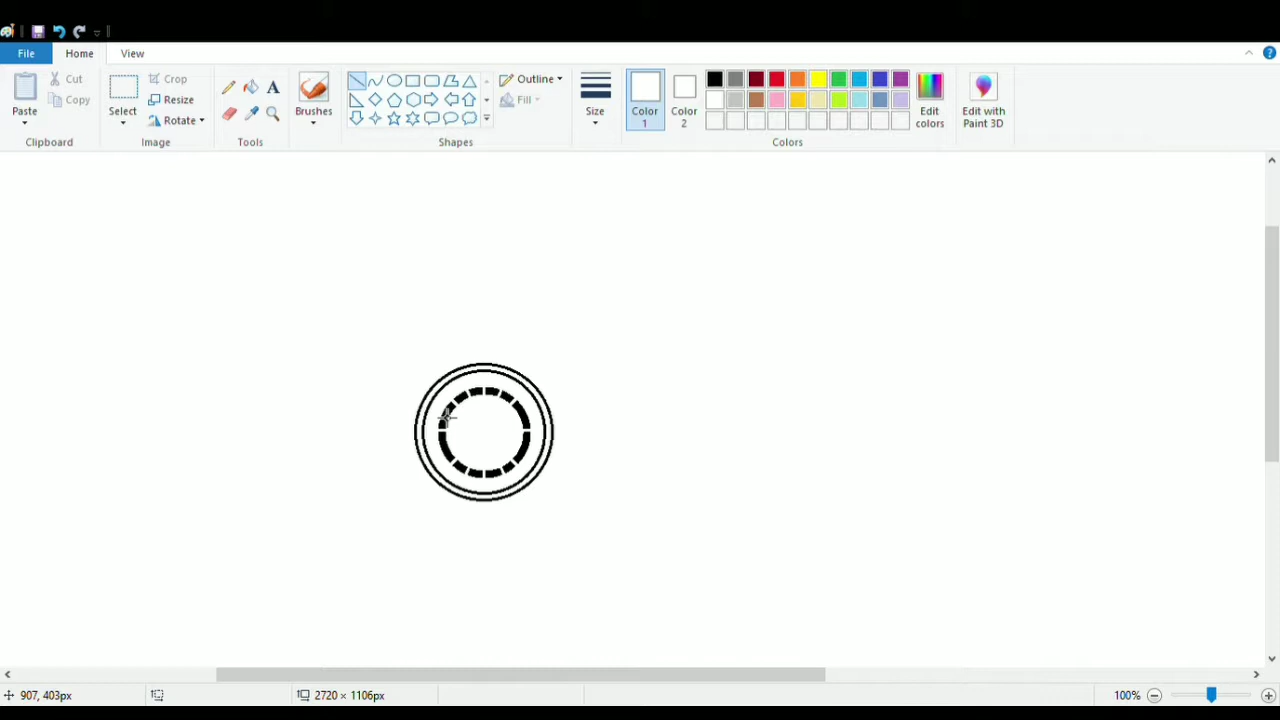 File Home View
Paste Cut Copy
Clipboard
Select Crop Resize Rotate
Image
A
Tools
Brushes
Outline Fill
Shapes
Size
Color 1 Color 2
Edit colors
Colors
Edit with Paint 3D
907, 403px 2720 × 1106px 100%